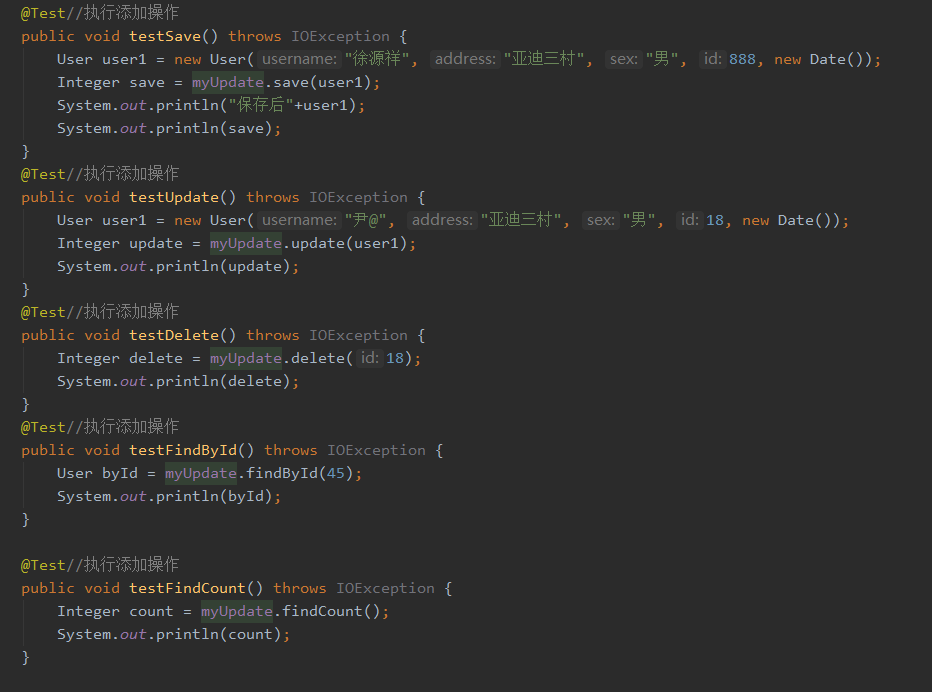 @Test//执行添加操作
public void testSave() throws IOException {
    User user1 = new User( username: "徐源祥", address: "亚迪三村", sex: "男", id: 888, new Date());
    Integer save = myUpdate.save(user1);
    System.out.println("保存后"+user1);
    System.out.println(save);
}
@Test//执行添加操作
public void testUpdate() throws IOException {
    User user1 = new User( username: "尹@", address: "亚迪三村", sex: "男", id: 18, new Date());
    Integer update = myUpdate.update(user1);
    System.out.println(update);
}
@Test//执行添加操作
public void testDelete() throws IOException {
    Integer delete = myUpdate.delete( id: 18);
    System.out.println(delete);
}
@Test//执行添加操作
public void testFindById() throws IOException {
    User byId = myUpdate.findById(45);
    System.out.println(byId);
}
@Test//执行添加操作
public void testFindCount() throws IOException {
    Integer count = myUpdate.findCount();
    System.out.println(count);
}